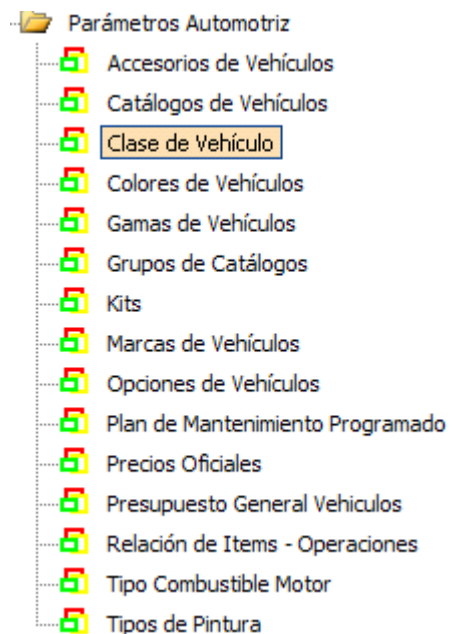 Parámetros Automotriz
Accesorios de Vehículos
Catálogos de Vehículos
Clase de Vehículo
Colores de Vehículos
Gamas de Vehículos
Grupos de Catálogos
Kits
Marcas de Vehículos
Opciones de Vehículos
Plan de Mantenimiento Programado
Precios Oficiales
Presupuesto General Vehiculos
Relación de Items - Operaciones
Tipo Combustible Motor
Tipos de Pintura